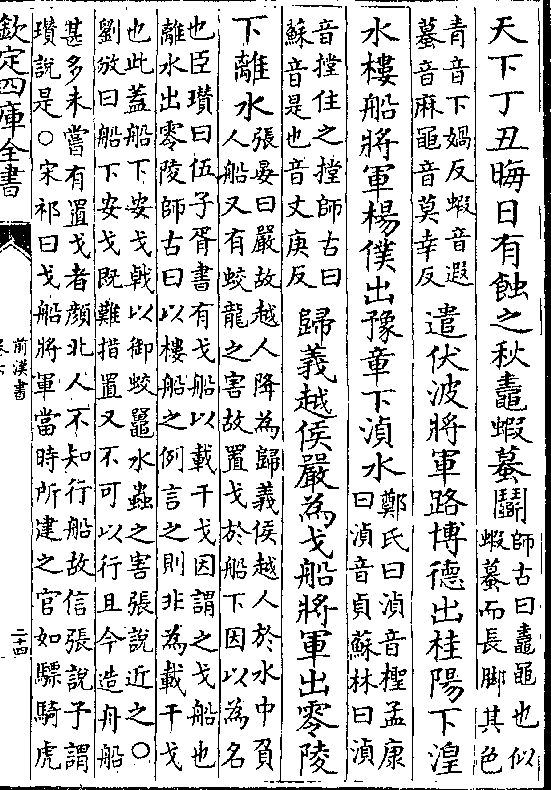 天下丁丑晦日有蝕之秋䵷蝦蟇鬭
師古曰䵷黽也似
蝦蟇而長脚其色
青音下媧反蝦音遐
蟇音麻黽音莫幸反
遣伏波將軍路博德出桂陽下湟
水樓船將軍楊僕出豫章下湞水
鄭氏曰湞音檉孟康
曰湞音貞蘇林曰湞
音摚住之摚師古曰
蘇音是也音丈庚反
歸義越侯嚴為戈船將軍出零陵
下離水
張晏曰嚴故越人降為歸義侯越人於水中負
人船又有蛟龍之害故置戈於船下因以為名
也臣瓚曰伍子胥書有戈船以載干戈因謂之戈船也
離水出零陵師古曰以樓船之例言之則非為載干戈
也此蓋船下安戈戟以御蛟鼉水蟲之害張說近之○
劉攽曰船下安戈既難措置又不可以行且今造舟船
甚多未嘗有置戈者顔北人不知行船故信張說予謂
瓚說是○宋祁曰戈船將軍當時所建之官如驃騎虎
欽定四庫全書
前漢書
卷六
二十四